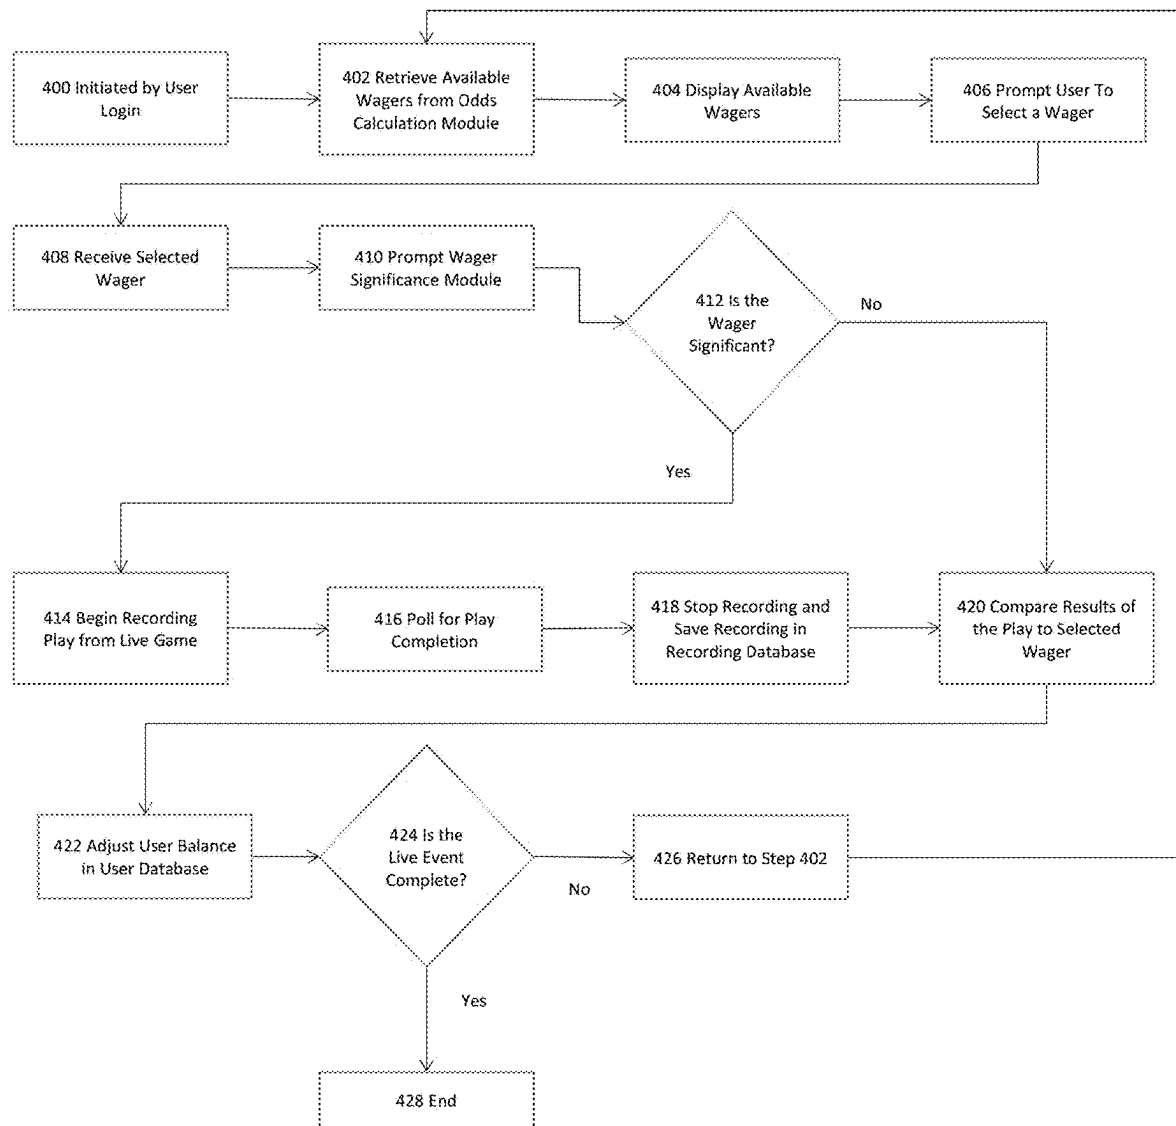 400 Initiated by User
Login
402 Retrieve Available
Wagers from Odds
Calculation Module
404 Display Available
Wagers
406 Prompt User To
Select a Wager
408 Receive Selected
Wager
410 Prompt Wager
Significance Module
412 Is the
Wager
Significant?
No
Yes
414 Begin Recording
Play from Live Game
416 Poll for Play
Completion
418 Stop Recording and
Save Recording in
Recording Database
420 Compare Results of
the Play to Selected
Wager
422 Adjust User Balance
in User Database
424 Is the
Live Event
Complete?
No
426 Return to Step 402
Yes
428 End